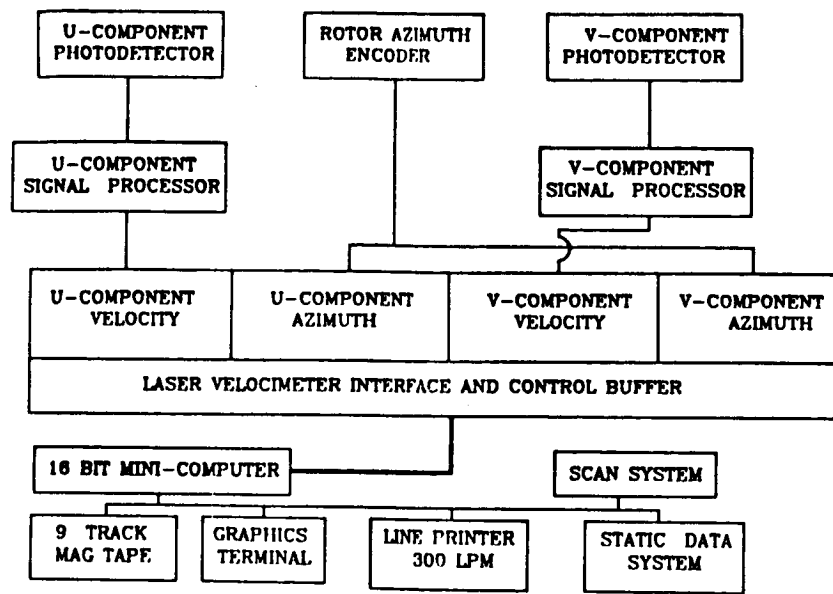 U-COMPONENT
PHOTODETECTOR
ROTOR AZIMUTH
ENCODER
V-COMPONENT
PHOTODETECTOR
U-COMPONENT
SIGNAL PROCESSOR
V-COMPONENT
SIGNAL PROCESSOR
U-COMPONENT
VELOCITY
U-COMPONENT
AZIMUTH
V-COMPONENT
VELOCITY
V-COMPONENT
AZIMUTH
LASER VELOCIMETER INTERFACE AND CONTROL BUFFER
16 BIT MINI-COMPUTER
SCAN SYSTEM
9 TRACK
MAG TAPE
GRAPHICS
TERMINAL
LINE PRINTER
300 LPM
STATIC DATA
SYSTEM